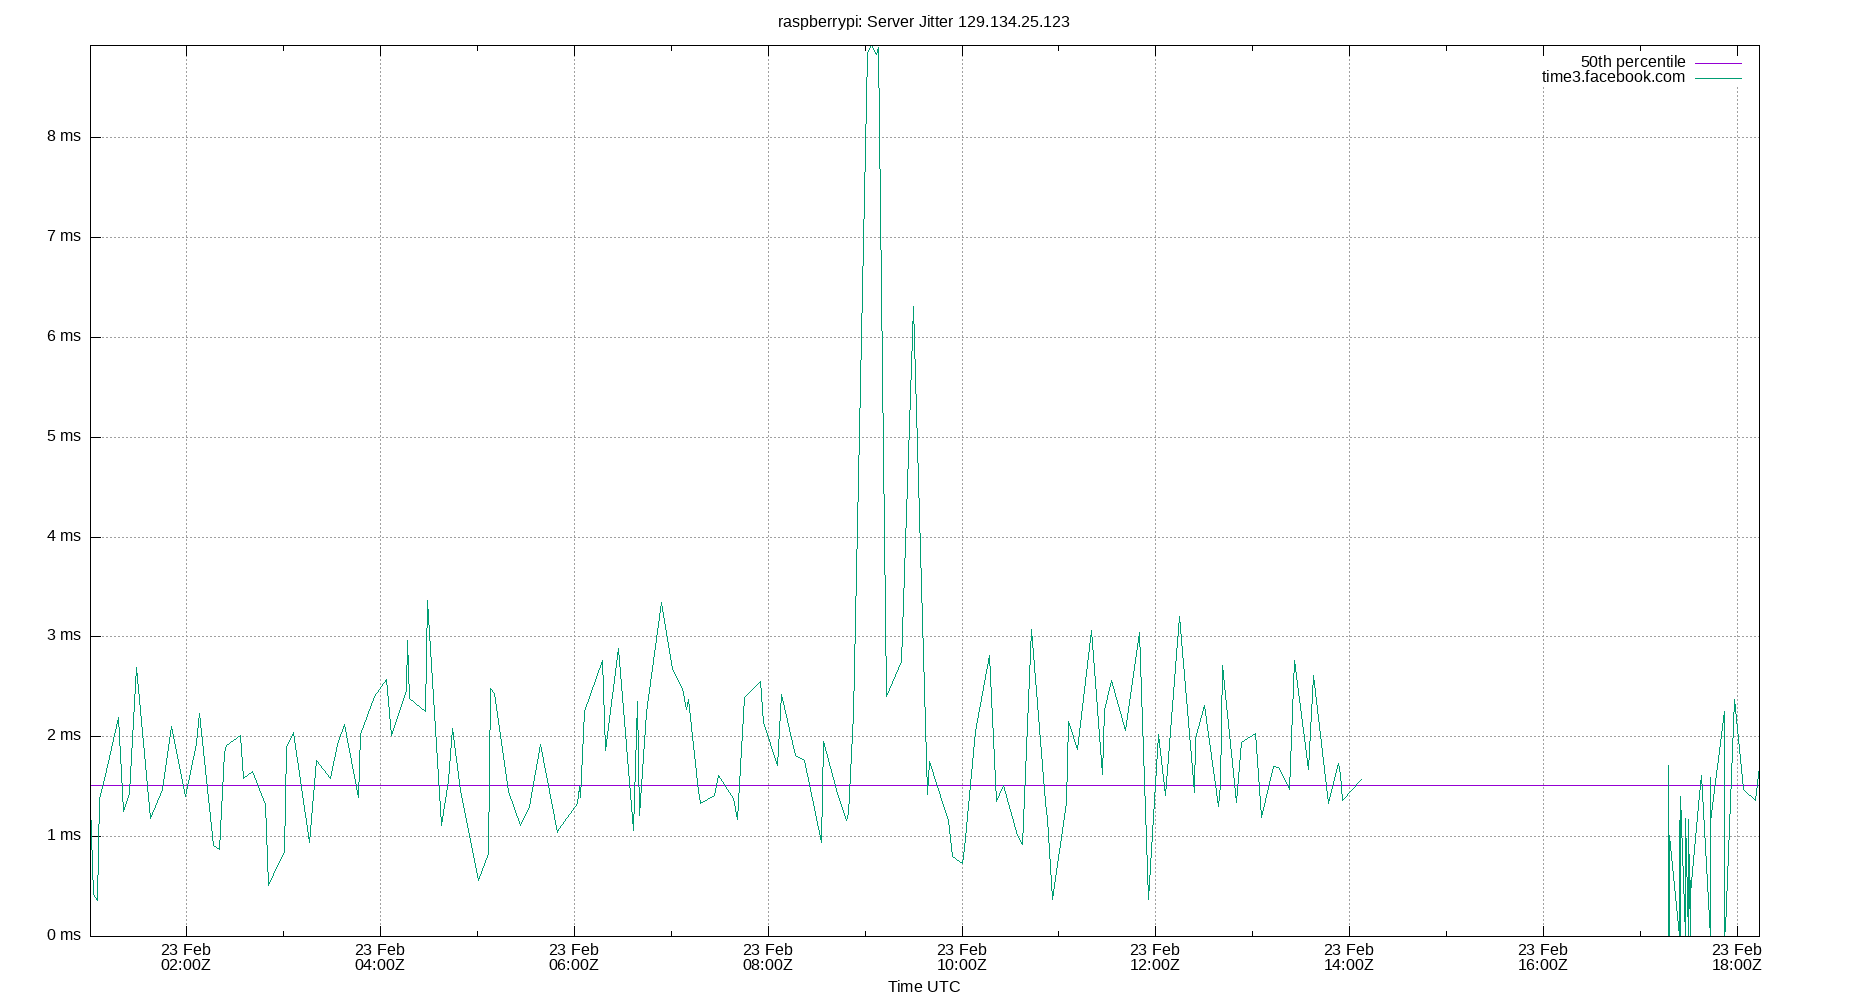 raspberrypi: Server Jitter 129.134.25.123
50th percentile
time3.facebook.com
8 ms
7 ms
6 ms
5 ms
4 ms
3 ms
2 ms
1 ms
0 ms
23 Feb 23 Feb 23 Feb 23 Feb 23 Feb 23 Feb 23 Feb 23 Feb 23 Feb
02:00Z 04:00Z 06:00Z 08:00Z 10:00Z 12:00Z 14:00Z 16:00Z 18:00Z
Time UTC